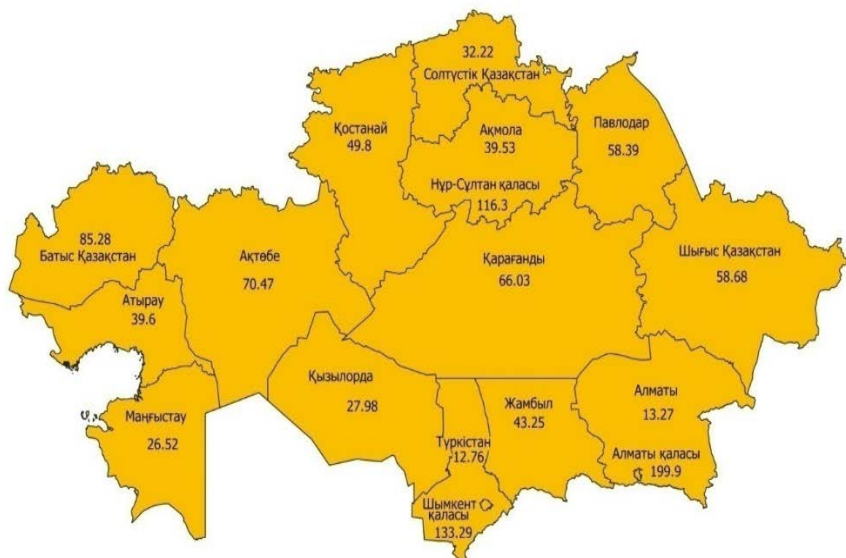 32.22
Солтүстік Қазақстан
Қостанай
49.8
Ақмола
39.53
Павлодар
58.39
Нұр-Сұлтан қаласы
116.3
85.28
Батыс Қазақстан
Ақтөбе
70.47
Қарағанды
66.03
Шығыс Қазақстан
58.68
Атырау
39.6
Қызылорда
27.98
Жамбыл
43.25
Алматы
13.27
Маңғыстау
26.52
Түркістан
12.76
Алматы қаласы
199.9
Шымкент
қаласы
133.29